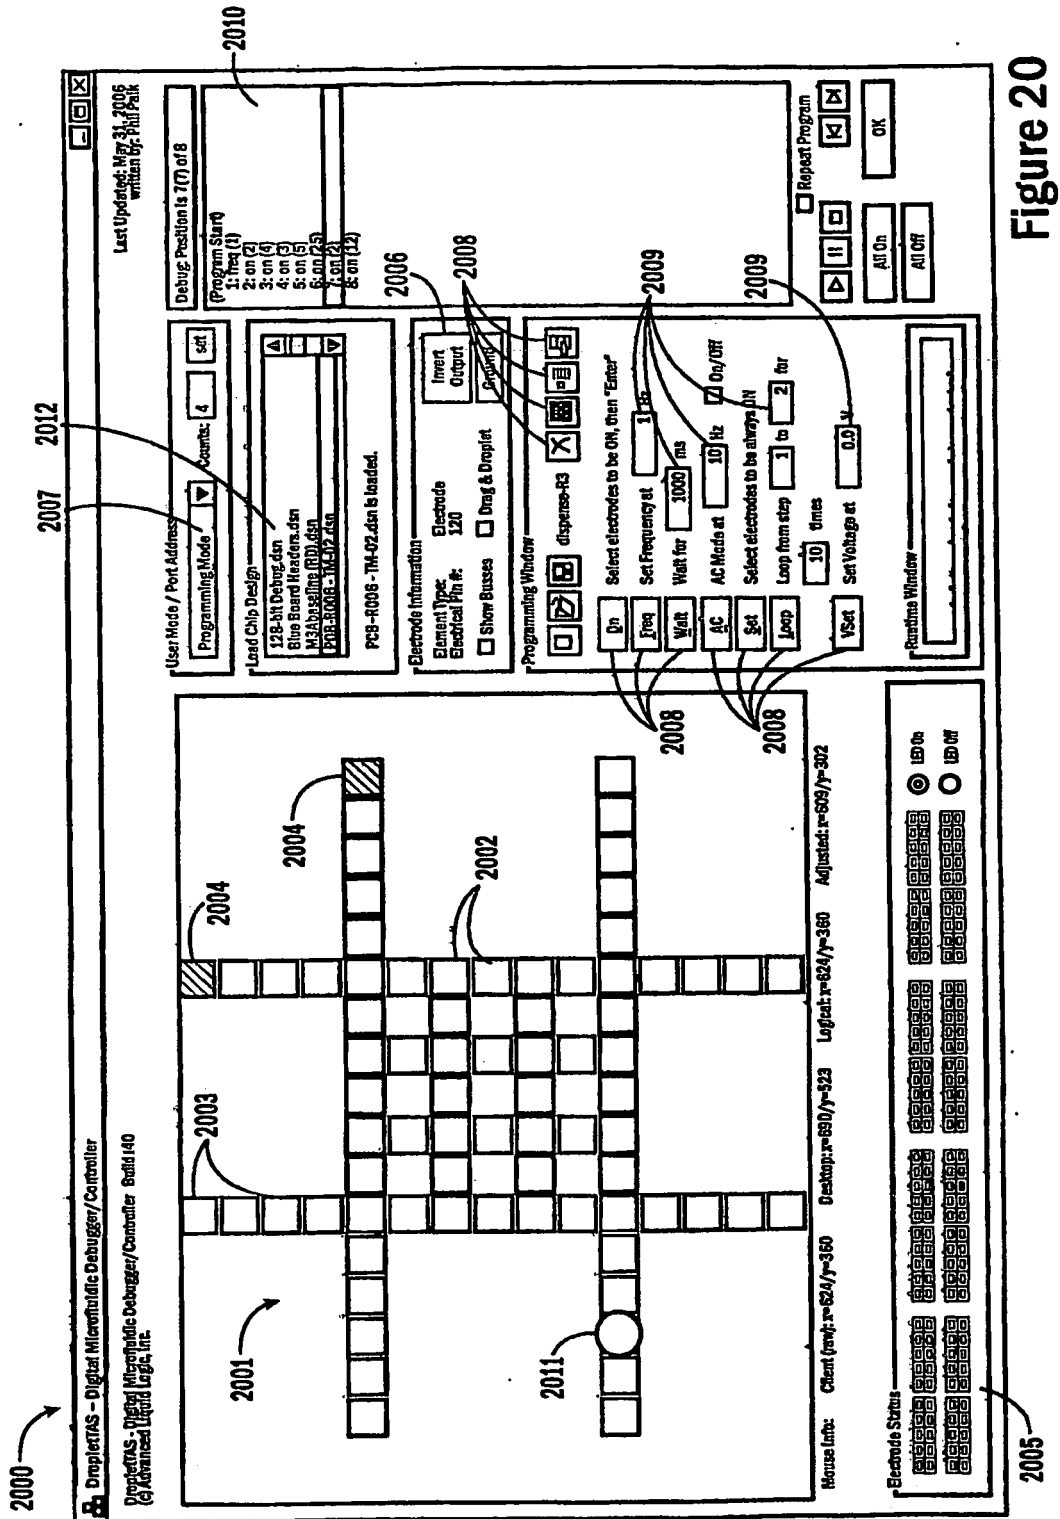 2000
DropletTAS – Digital Microfluidic Debugger/Controller
DropletTAS - Digital Microfluidic Debugger/Controller Build 140
(c) Advanced Liquid Logic, Inc.
Last Updated: May 31, 2006
written by: Phil Paik
2001
2003
2004
2004
2002
2011
Mouse Info: Client (raw): x=624/y=360 Desktop: x=690/y=523 Logical: x=624/y=360 Adjusted: x=609/y=302
Electrode Status
LED On
LED Off
2005
2007
2012
User Mode / Port Address
Programming Mode Counts: 4 set
Load Chip Design
128-bit Debug.dsn
Blue Board Headers.dsn
M3Abaseline (RDI).dsn
PCB-R006 - TM-02.dsn
PCB-R006 - TM-02.dsn is loaded.
Electrode Information
Element Type: Electrode
Electrical Pin #: 120
Show Busses Drag & Droplet
Invert Output
Ground
2006
2008
Programming Window
dispense-R3
On Select electrodes to be ON, then "Enter"
Freq Set Frequency at 1 Hz
Wait Wait for 1000 ms
AC AC Mode at 10 Hz On/Off
Set Select electrodes to be always ON
Loop Loop from step 1 to 2 for
10 times
VSet Set Voltage at 0.0 V
2008
2008
2009
2009
Runtime Window
Debug: Position is 7(7) of 8
(Program Start)
1: freq (1)
2: on (2)
3: on (4)
4: on (3)
5: on (5)
6: on (25)
7: on (2)
8: on (12)
2010
Repeat Program
All On
All Off
OK
Figure 20